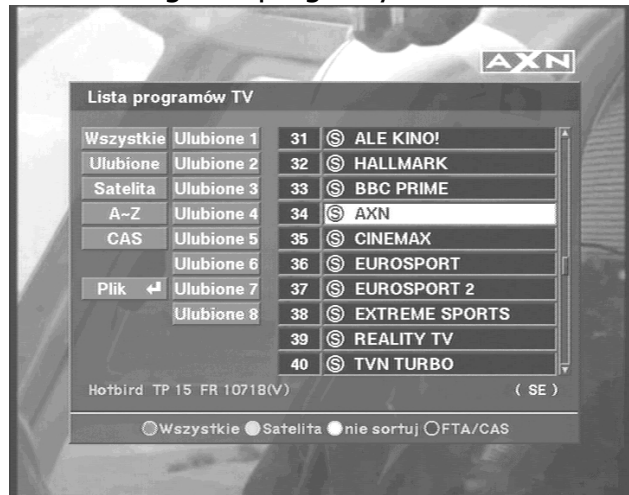 AXN
Lista programów TV
Wszystkie Ulubione 1 31 Ⓢ ALE KINO!
Ulubione Ulubione 2 32 Ⓢ HALLMARK
Satelita Ulubione 3 33 Ⓢ BBC PRIME
A~Z Ulubione 4 34 Ⓢ AXN
CAS Ulubione 5 35 Ⓢ CINEMAX
Ulubione 6 36 Ⓢ EUROSPORT
Plik Ulubione 7 37 Ⓢ EUROSPORT 2
Ulubione 8 38 Ⓢ EXTREME SPORTS
39 Ⓢ REALITY TV
40 Ⓢ TVN TURBO
Hotbird TP 15 FR 10718(V) ( SE )
Wszystkie Satelita nie sortuj FTA/CAS